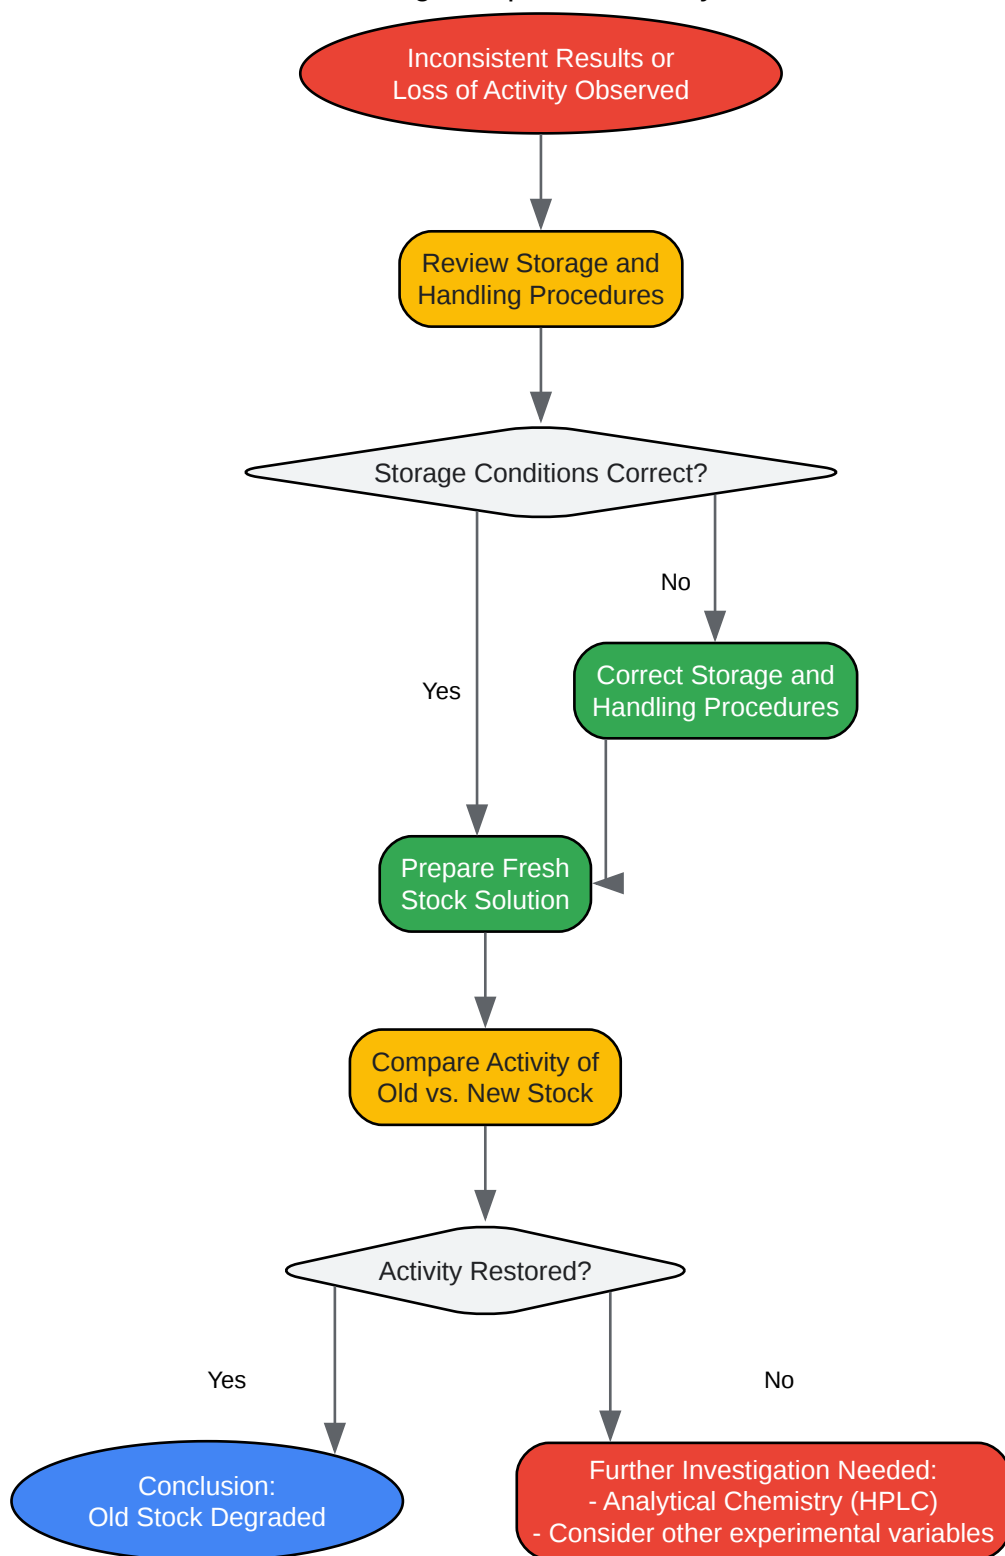 Inconsistent Results or
Loss of Activity Observed
Review Storage and
Handling Procedures
Storage Conditions Correct?
No
Correct Storage and
Handling Procedures
Yes
Prepare Fresh
Stock Solution
Compare Activity of
Old vs. New Stock
Activity Restored?
Yes
No
Conclusion:
Old Stock Degraded
Further Investigation Needed:
- Analytical Chemistry (HPLC)
- Consider other experimental variables